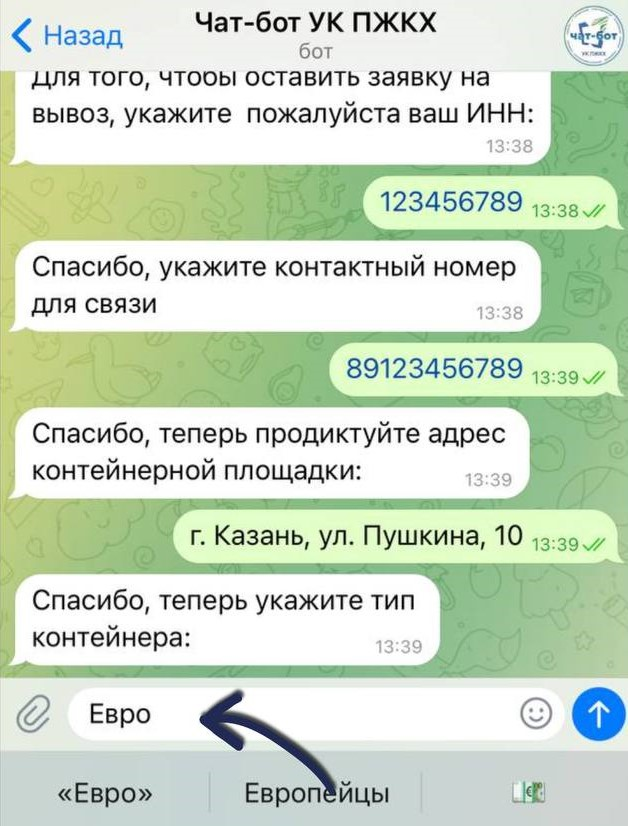 Назад
Чат-бот УК ПЖКХ
бот
чат-бот
УК ПЖКХ
Для того, чтобы оставить заявку на
вывоз, укажите пожалуйста ваш ИНН:
13:38
123456789 13:38
Спасибо, укажите контактный номер
для связи
13:38
89123456789 13:39
Спасибо, теперь продиктуйте адрес
контейнерной площадки:
13:39
г. Казань, ул. Пушкина, 10 13:39
Спасибо, теперь укажите тип
контейнера:
13:39
Евро
«Евро» Европейцы